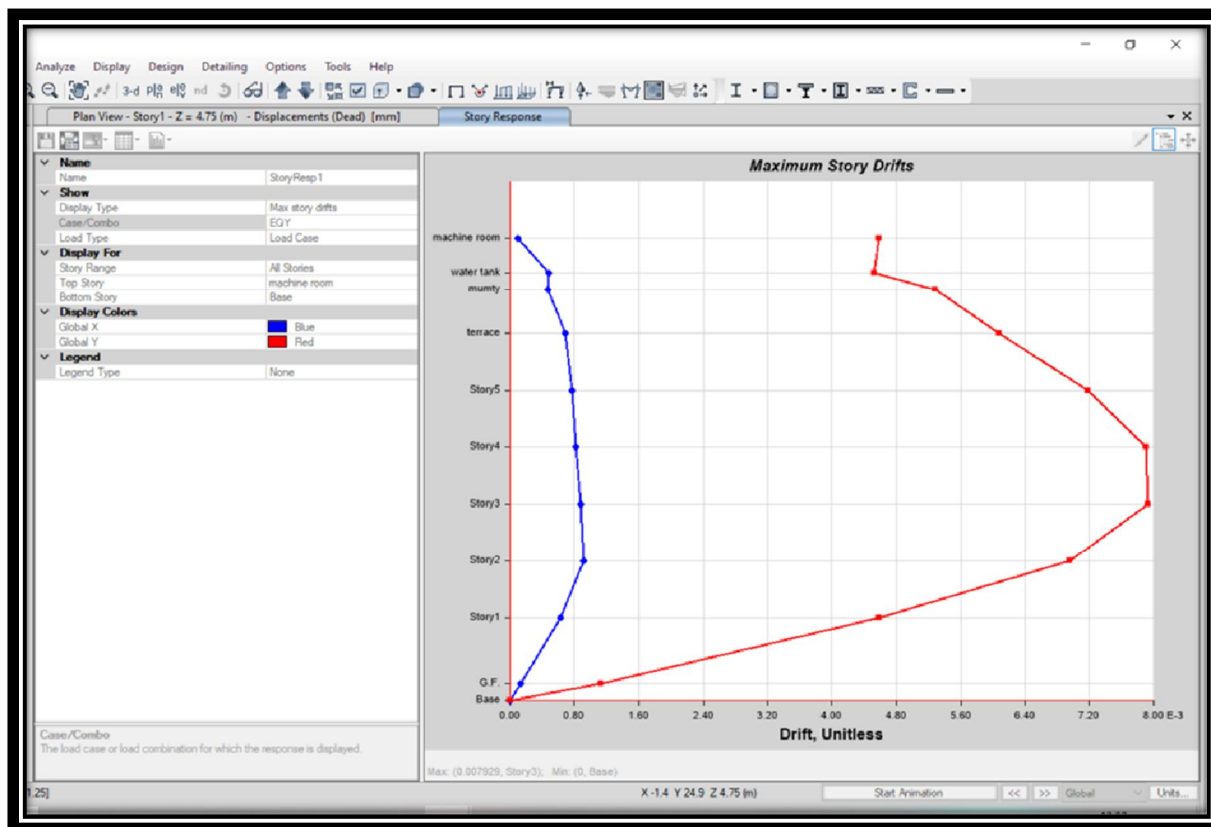 Analyze Display Design Detailing Options Tools Help
3-d
nd
Plan View - Story1 - Z = 4.75 (m) - Displacements (Dead) [mm]
Story Response
Name
Name StoryResp1
Show
Display Type Max story drifts
Case/Combo EQY
Load Type Load Case
Display For
Story Range All Stories
Top Story machine room
Bottom Story Base
Display Colors
Global X Blue
Global Y Red
Legend
Legend Type None
Case/Combo
The load case or load combination for which the response is displayed.
Maximum Story Drifts
machine room
water tank
mumty
terrace
Story5
Story4
Story3
Story2
Story1
G.F.
Base
0.00 0.80 1.60 2.40 3.20 4.00 4.80 5.60 6.40 7.20 8.00 E-3
Drift, Unitless
Max: (0.007929, Story3); Min: (0, Base)
1.25]
X -1.4 Y 24.9 Z 4.75 (m)
Start Animation
<< >>
Global
Units...